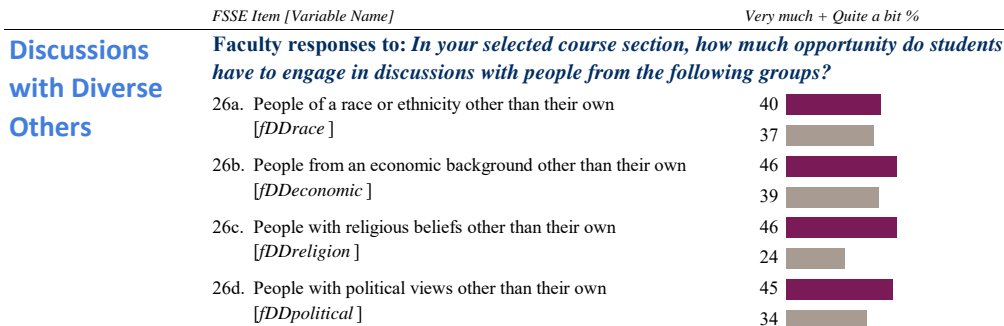 FSSE Item [Variable Name] Very much + Quite a bit %
Discussions
with Diverse
Others
Faculty responses to: In your selected course section, how much opportunity do students
have to engage in discussions with people from the following groups?
26a. People of a race or ethnicity other than their own 40
[fDDrace ] 37
26b. People from an economic background other than their own 46
[fDDeconomic ] 39
26c. People with religious beliefs other than their own 46
[fDDreligion ] 24
26d. People with political views other than their own 45
[fDDpolitical ] 34